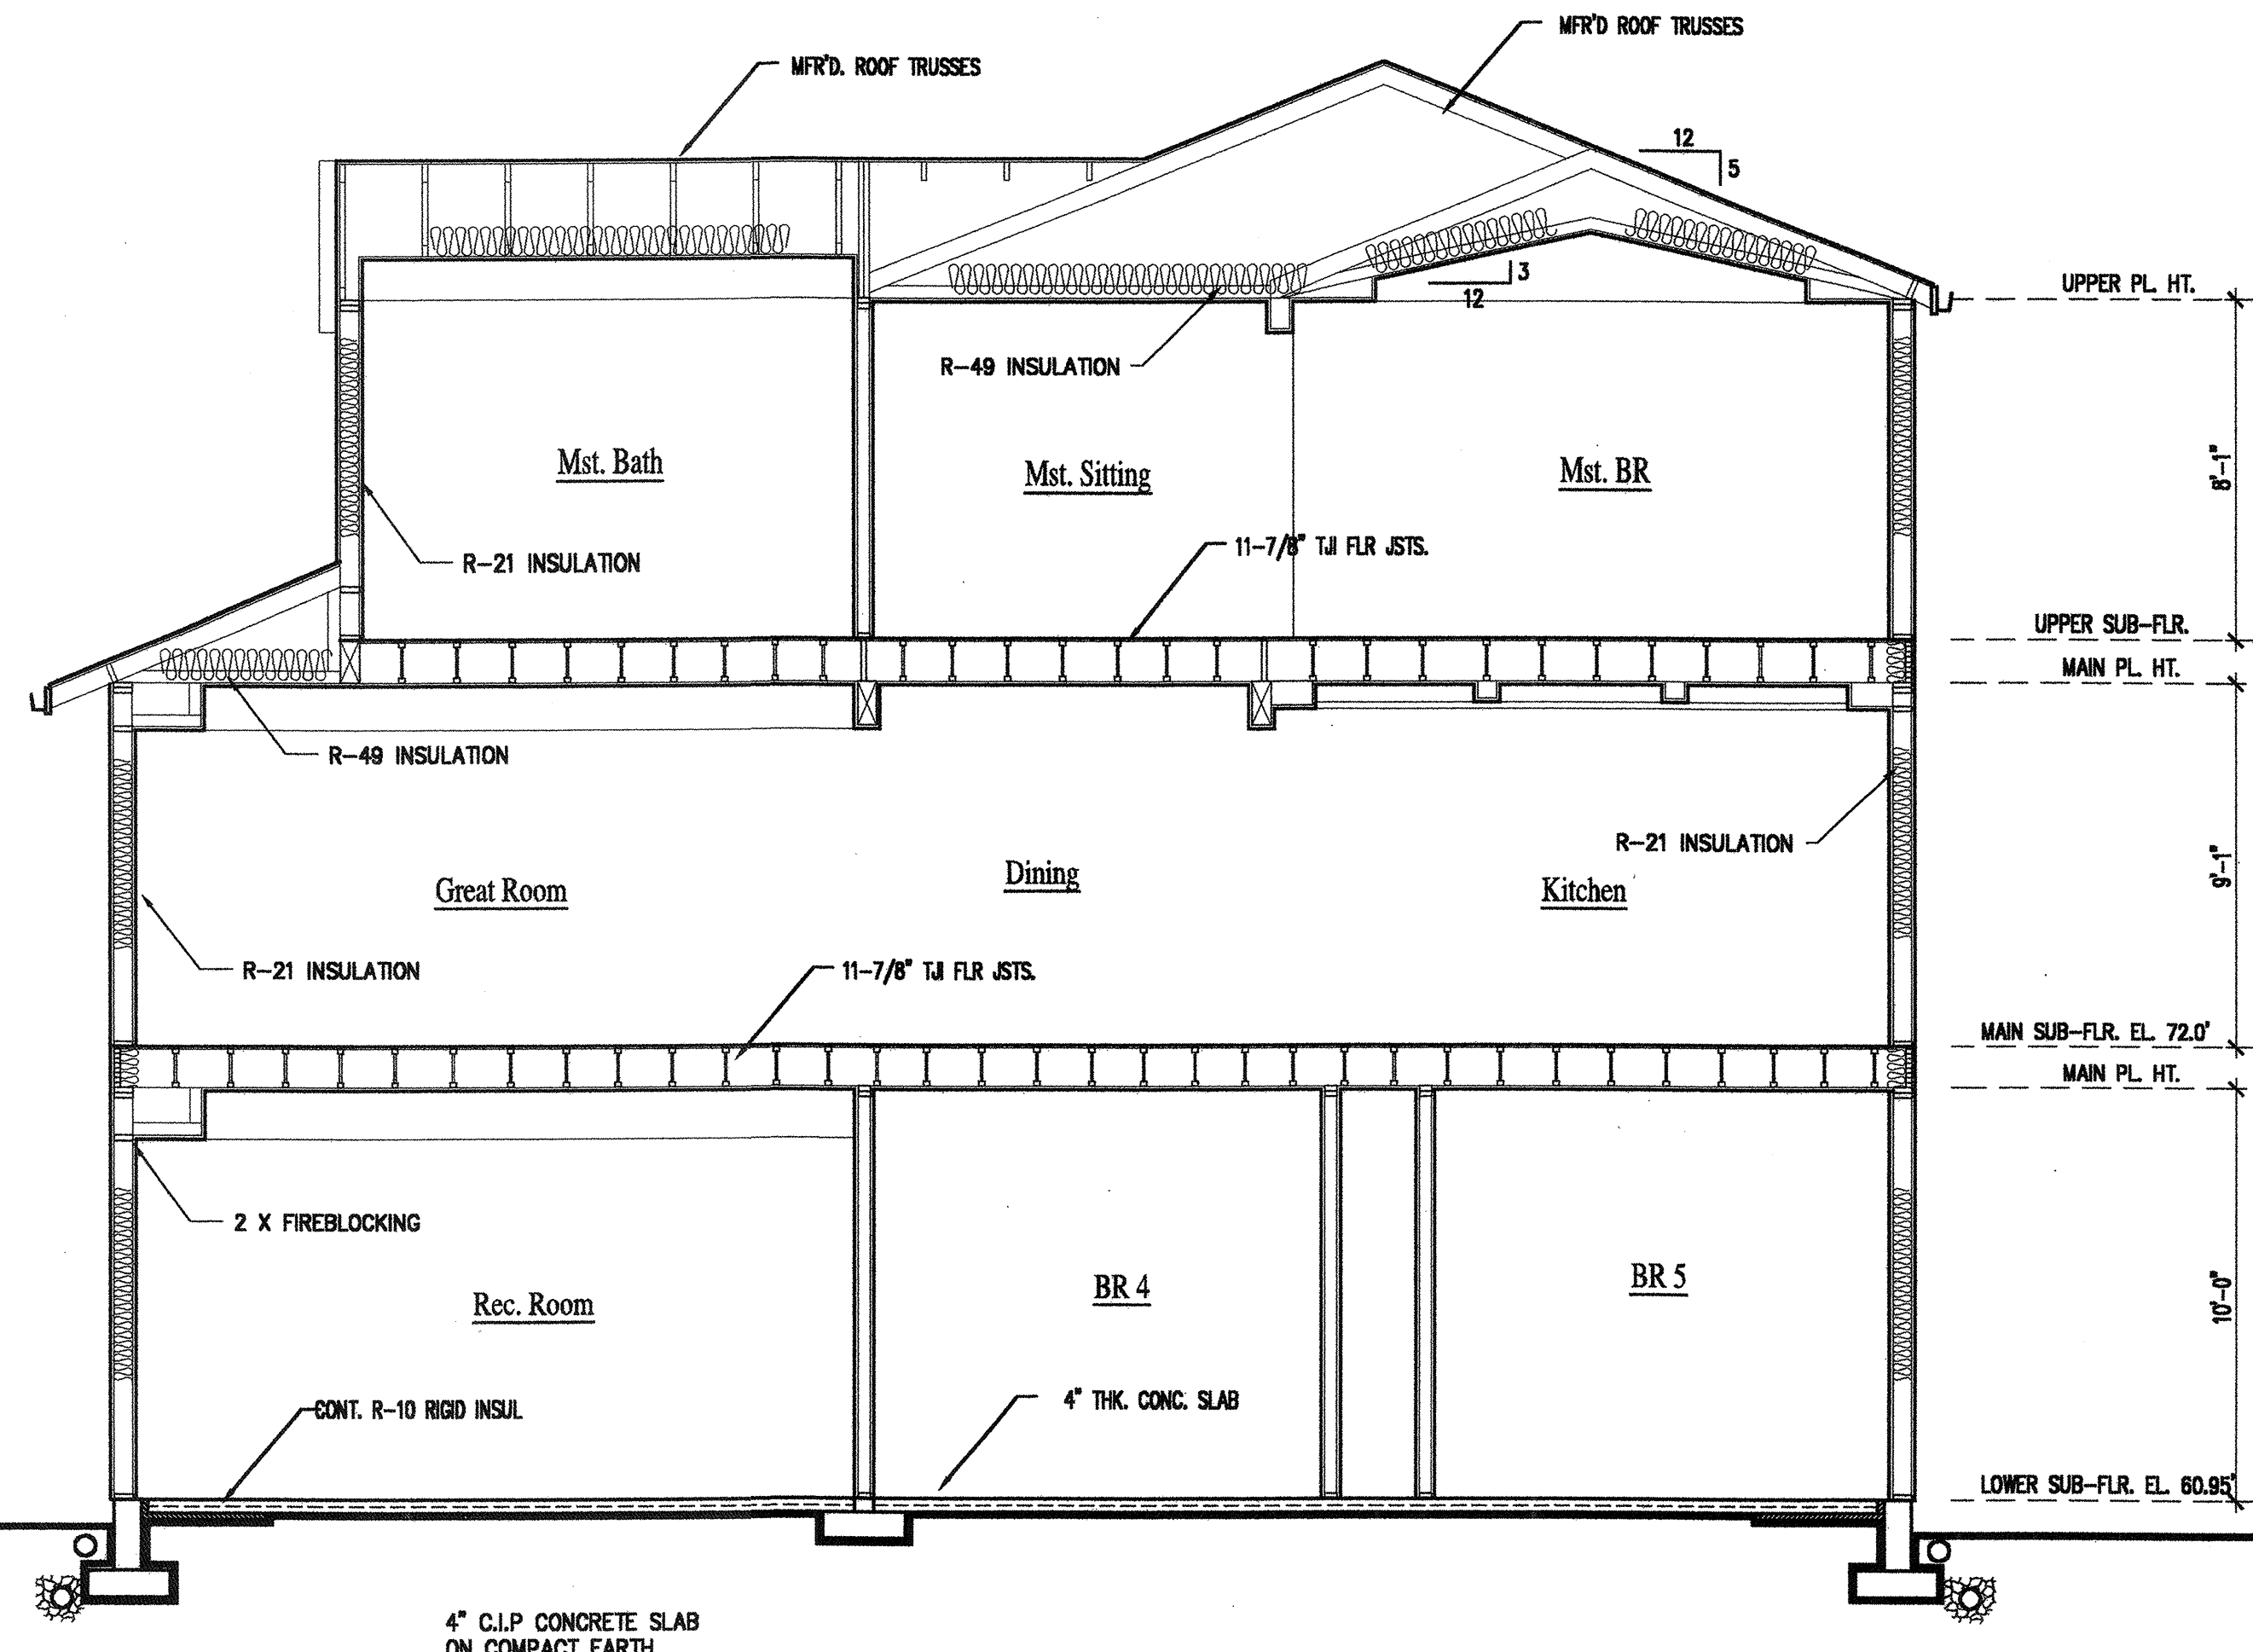 MFR'D ROOF TRUSSES
MFR'D. ROOF TRUSSES
12
5
3
12
UPPER PL. HT.
R-49 INSULATION
8'-1"
Mst. Bath
Mst. Sitting
Mst. BR
11-7/8" TJI FLR JSTS.
R-21 INSULATION
UPPER SUB-FLR.
MAIN PL. HT.
R-49 INSULATION
R-21 INSULATION
9'-1"
Great Room
Dining
Kitchen
R-21 INSULATION
11-7/8" TJI FLR JSTS.
MAIN SUB-FLR. EL. 72.0'
MAIN PL. HT.
2 X FIREBLOCKING
Rec. Room
BR 4
BR 5
10'-0"
CONT. R-10 RIGID INSUL
4" THK. CONC. SLAB
LOWER SUB-FLR. EL. 60.95'
4" C.I.P CONCRETE SLAB
ON COMPACT EARTH